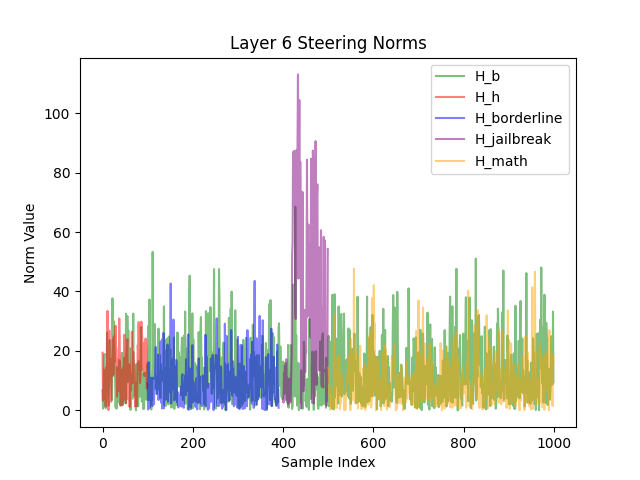 Layer 6 Steering Norms
H_b
H_h
H_borderline
H_jailbreak
H_math
Norm Value
100
80
60
40
20
0
0 200 400 600 800 1000
Sample Index